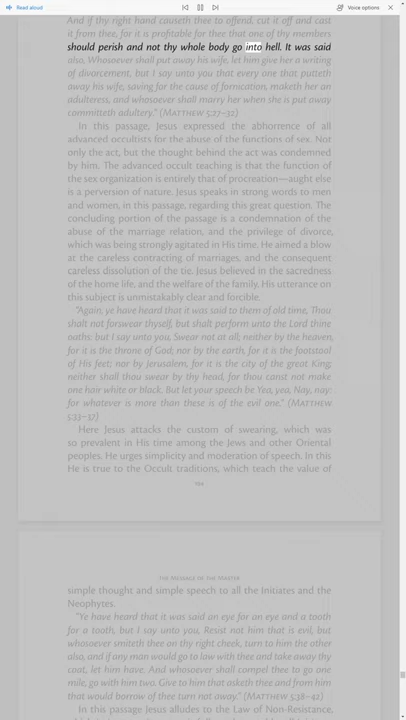 Read aloud
Voice options
And if thy right hand causeth thee to offend, cut it off and cast
it from thee, for it is profitable for thee that one of thy members
should perish and not thy whole body go into hell. It was said
also, Whosoever shall put away his wife, let him give her a writing
of divorcement, but I say unto you that every one that putteth
away his wife, saving for the cause of fornication, maketh her an
adulteress, and whosoever shall marry her when she is put away
committeth adultery." (Matthew 5:27–32)
In this passage, Jesus expressed the abhorrence of all
advanced occultists for the abuse of the functions of sex. Not
only the act, but the thought behind the act was condemned
by him. The advanced occult teaching is that the function of
the sex organization is entirely that of procreation—aught else
is a perversion of nature. Jesus speaks in strong words to men
and women, in this passage, regarding this great question. The
concluding portion of the passage is a condemnation of the
abuse of the marriage relation, and the privilege of divorce,
which was being strongly agitated in His time. He aimed a blow
at the careless contracting of marriages, and the consequent
careless dissolution of the tie. Jesus believed in the sacredness
of the home life, and the welfare of the family. His utterance on
this subject is unmistakably clear and forcible.
"Again, ye have heard that it was said to them of old time, Thou
shalt not forswear thyself, but shalt perform unto the Lord thine
oaths: but I say unto you, Swear not at all; neither by the heaven,
for it is the throne of God; nor by the earth, for it is the footstool
of His feet; nor by Jerusalem, for it is the city of the great King;
neither shall thou swear by thy head, for thou canst not make
one hair white or black. But let your speech be Yea, yea, Nay, nay:
for whatever is more than these is of the evil one." (Matthew
5:33–37)
Here Jesus attacks the custom of swearing, which was
so prevalent in His time among the Jews and other Oriental
peoples. He urges simplicity and moderation of speech. In this
He is true to the Occult traditions, which teach the value of
The Message of the Master
simple thought and simple speech to all the Initiates and the
Neophytes.
"Ye have heard that it was said an eye for an eye and a tooth
for a tooth, but I say unto you, Resist not him that is evil, but
whosoever smiteth thee on thy right cheek, turn to him the other
also, and if any man would go to law with thee and take away thy
coat, let him have. And whosoever shall compel thee to go one
mile, go with him two. Give to him that asketh thee and from him
that would borrow of thee turn not away." (Matthew 5:38–42)
In this passage Jesus alludes to the Law of Non-Resistance,